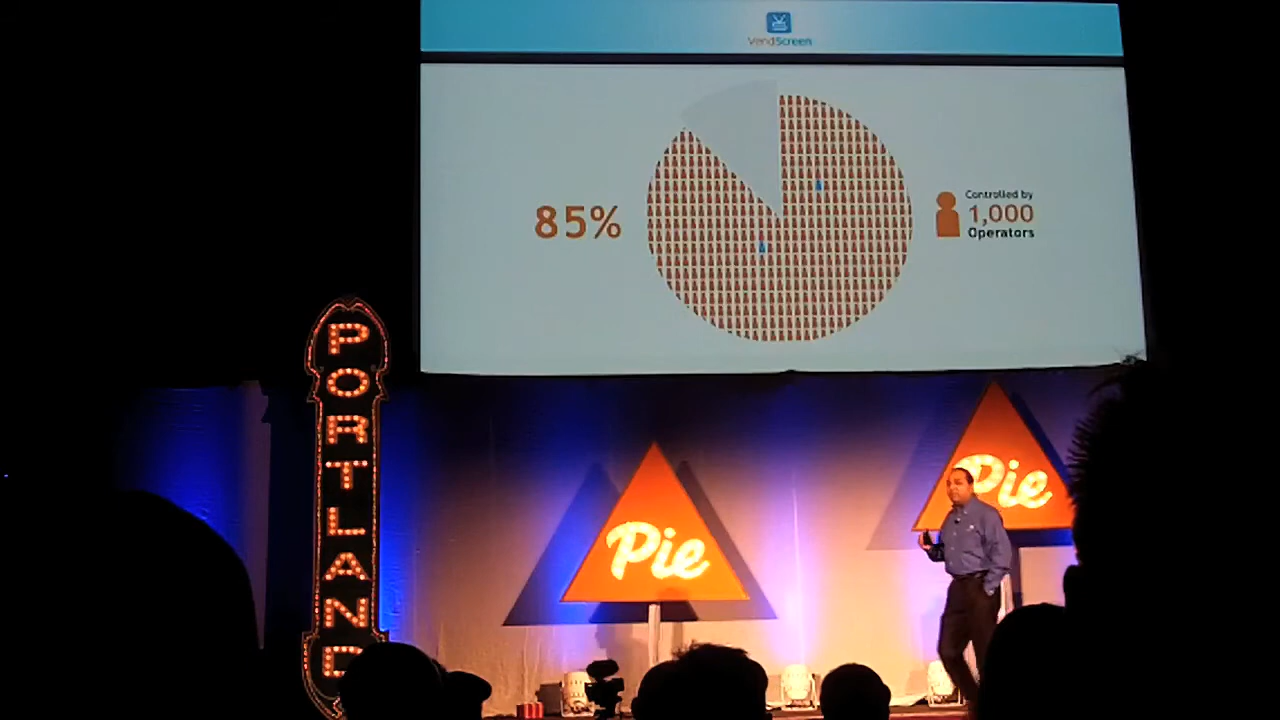 VendScreen
85%
Controlled by
1,000
Operators
PORTLAND
Pie
Pie